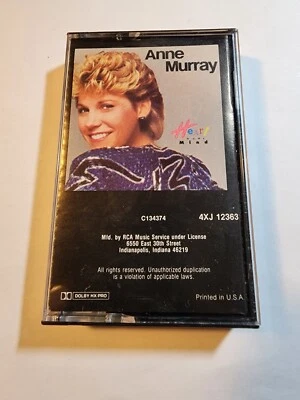 Anne
Murray
Heart
over
Mind
C134374
4XJ 12363
Mfd. by RCA Music Service under License
6550 East 30th Street
Indianapolis, Indiana 46219
All rights reserved. Unauthorized duplication
is a violation of applicable laws.
DOLBY HX PRO
Printed in U.S.A